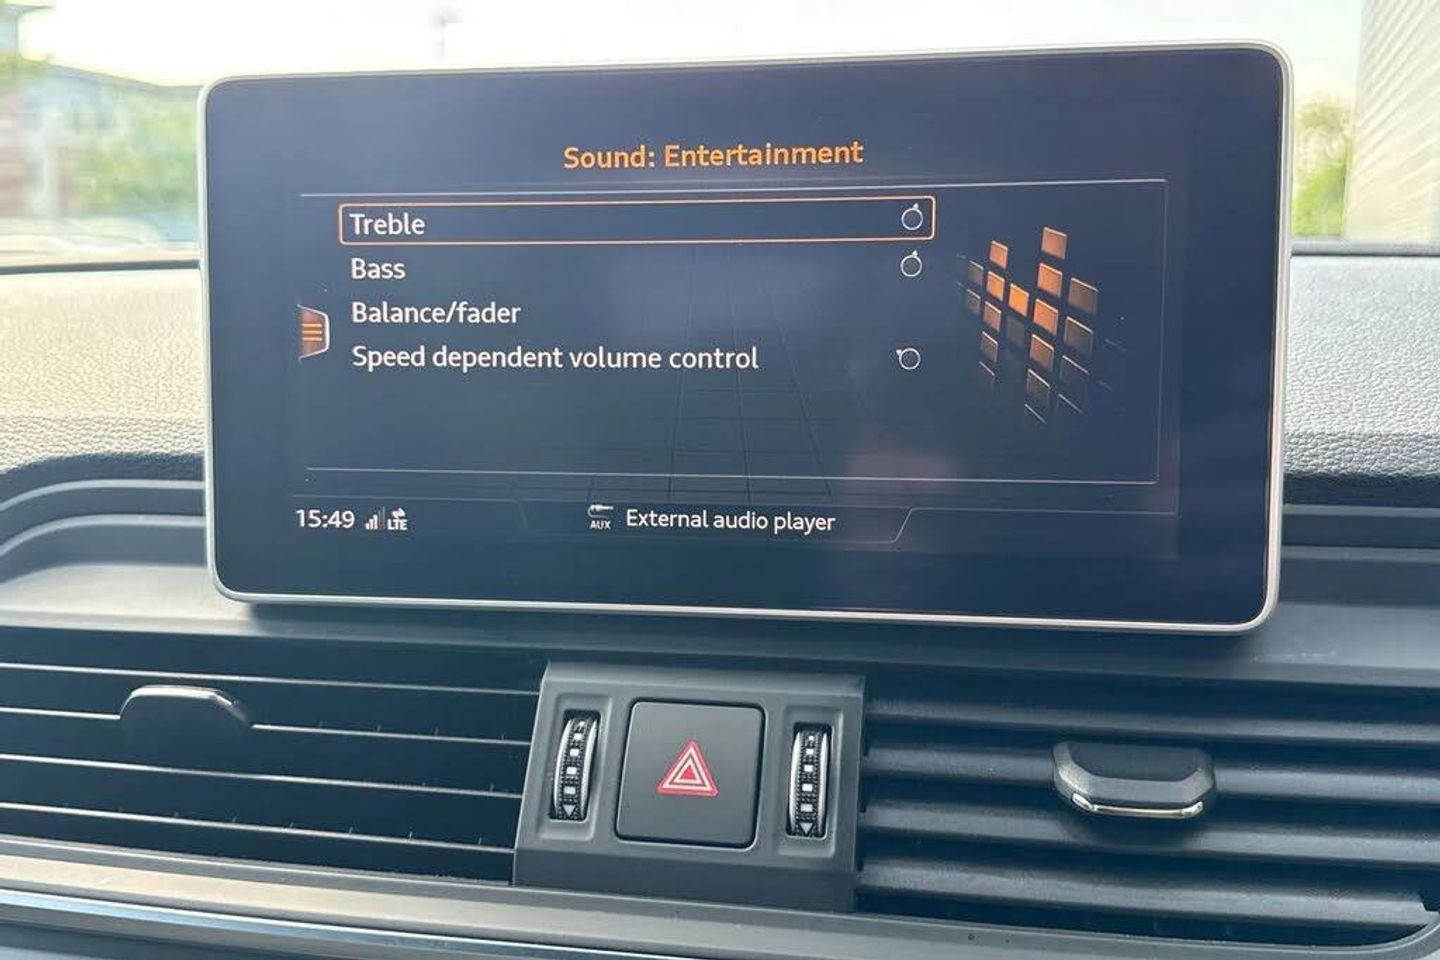 Sound: Entertainment
Treble
Bass
Balance/fader
Speed dependent volume control
15:49 LTE AUX External audio player